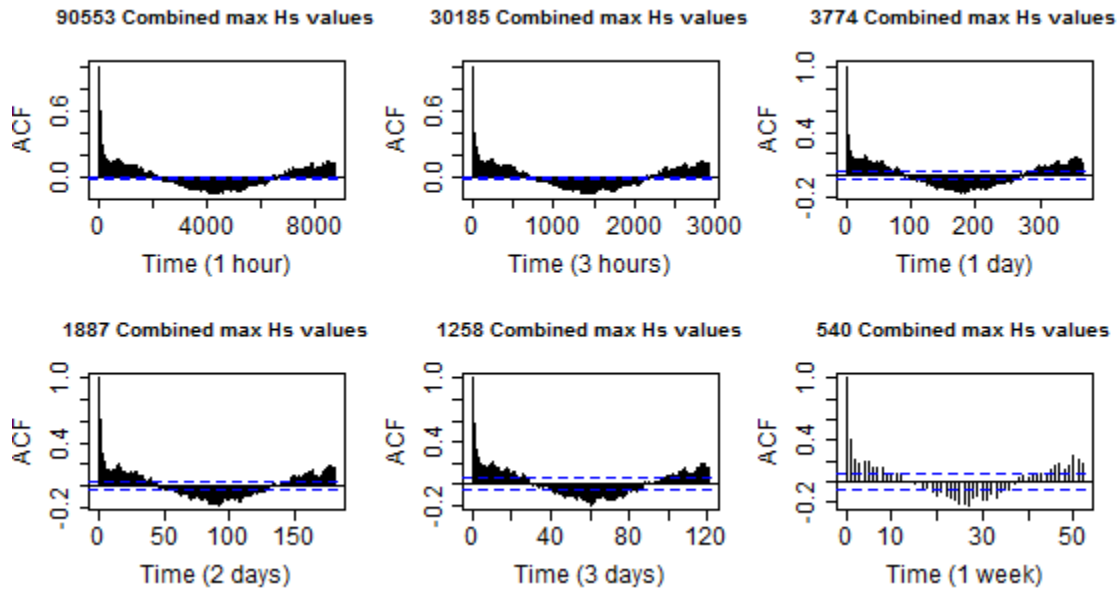 90553 Combined max Hs values
30185 Combined max Hs values
3774 Combined max Hs values
ACF
0.0
0.6
0
4000
8000
Time (1 hour)
ACF
0.0
0.6
0
1000
2000
3000
Time (3 hours)
ACF
-0.2
0.4
1.0
0
100
200
300
Time (1 day)
1887 Combined max Hs values
1258 Combined max Hs values
540 Combined max Hs values
ACF
-0.2
0.4
1.0
0
50
100
150
Time (2 days)
ACF
-0.2
0.4
1.0
0
40
80
120
Time (3 days)
ACF
-0.2
0.4
1.0
0
10
30
50
Time (1 week)